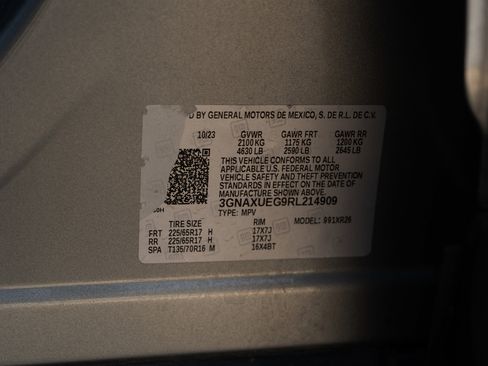 D BY GENERAL MOTORS DE MEXICO, S. DE R.L. DE C.V.
10/23 GVWR GAWR FRT GAWR RR
2100 KG 1175 KG 1200 KG
4630 LB 2590 LB 2645 LB
THIS VEHICLE CONFORMS TO ALL
APPLICABLE U.S. FEDERAL MOTOR
VEHICLE SAFETY AND THEFT PREVENTION
STANDARDS IN EFFECT ON THE DATE OF
MANUFACTURE SHOWN ABOVE.
3GNAXUEG9RL214909
TYPE: MPV MODEL: 991XR26
TIRE SIZE RIM
FRT 225/65R17 H 17X7J
RR 225/65R17 H 17X7J
SPA T135/70R16 M 16X4BT